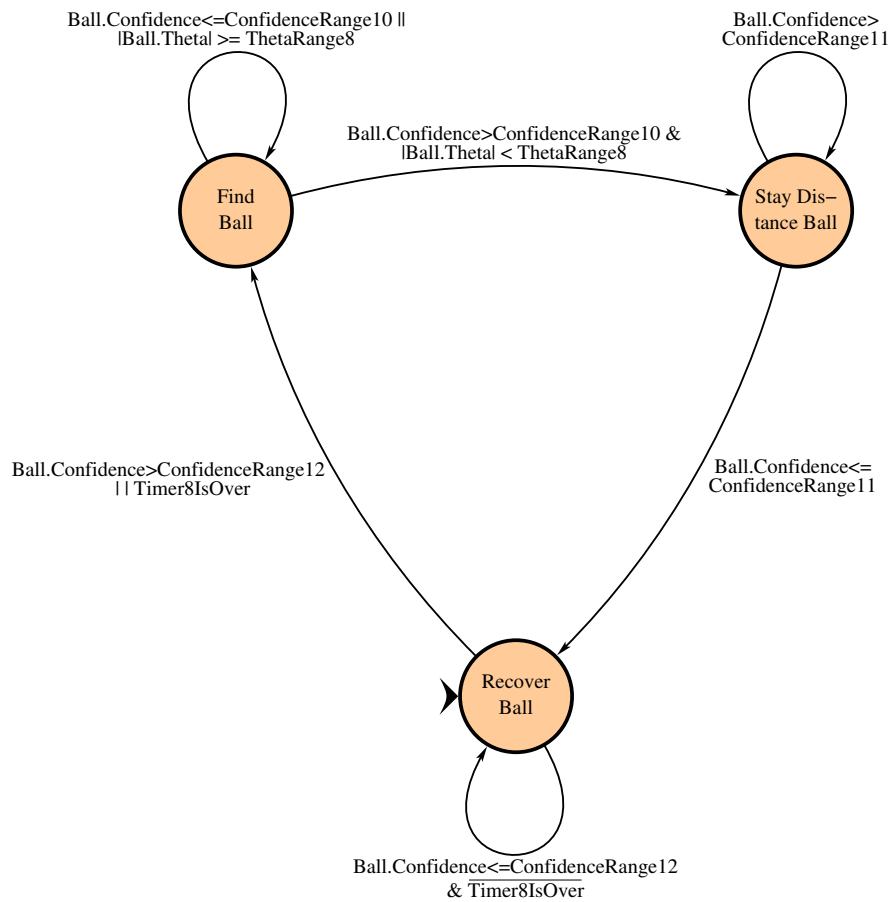 Ball.Confidence<=ConfidenceRange10 ||
|Ball.Theta| >= ThetaRange8
Ball.Confidence>
ConfidenceRange11
Ball.Confidence>ConfidenceRange10 &
|Ball.Theta| < ThetaRange8
Find
Ball
Stay Dis–
tance Ball
Ball.Confidence>ConfidenceRange12
| | Timer8IsOver
Ball.Confidence<=
ConfidenceRange11
Recover
Ball
Ball.Confidence<=ConfidenceRange12
& Timer8IsOver